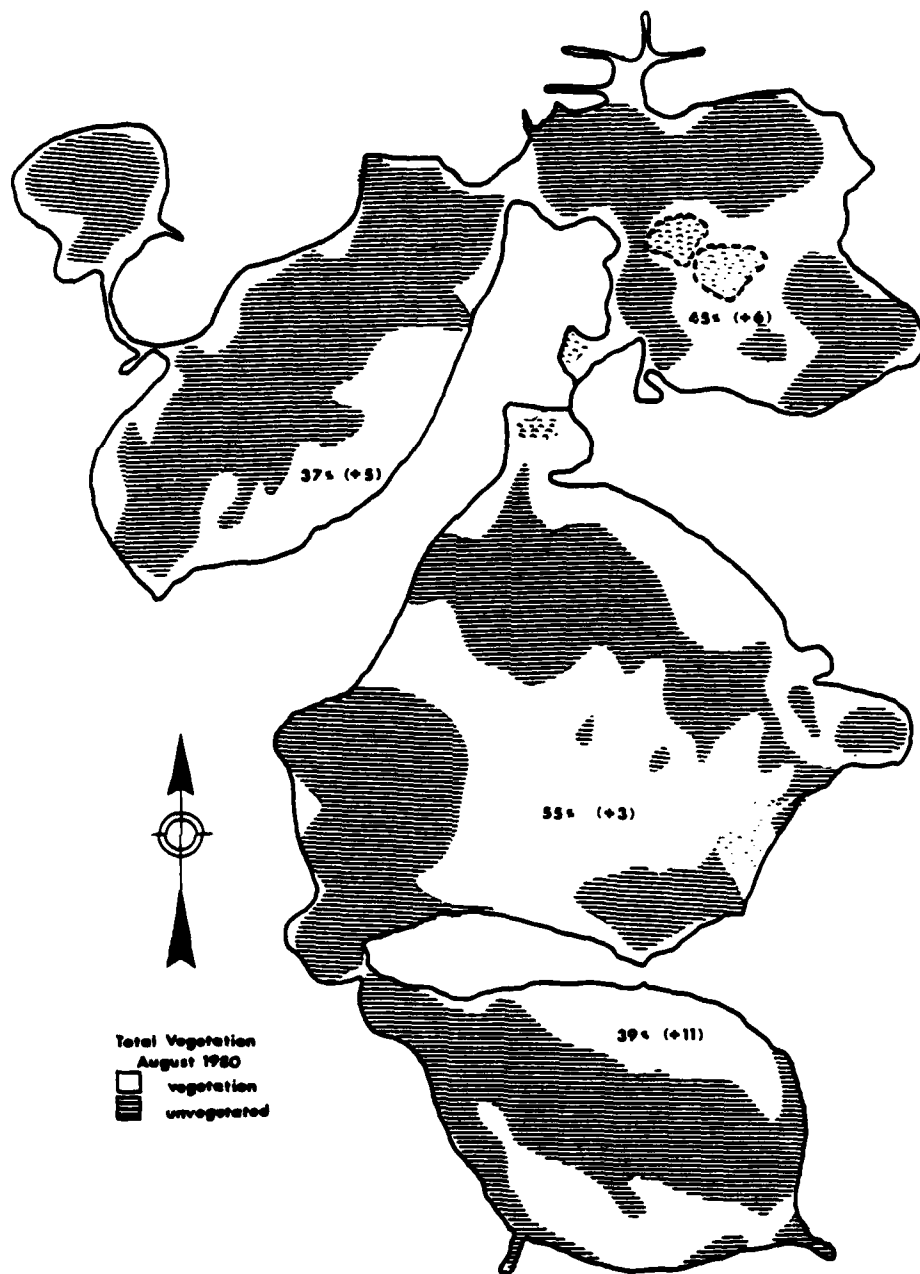 45% (+6)
37% (+5)
55% (+3)
39% (+11)
Total Vegetation
August 1980
vegetation
unvegetated